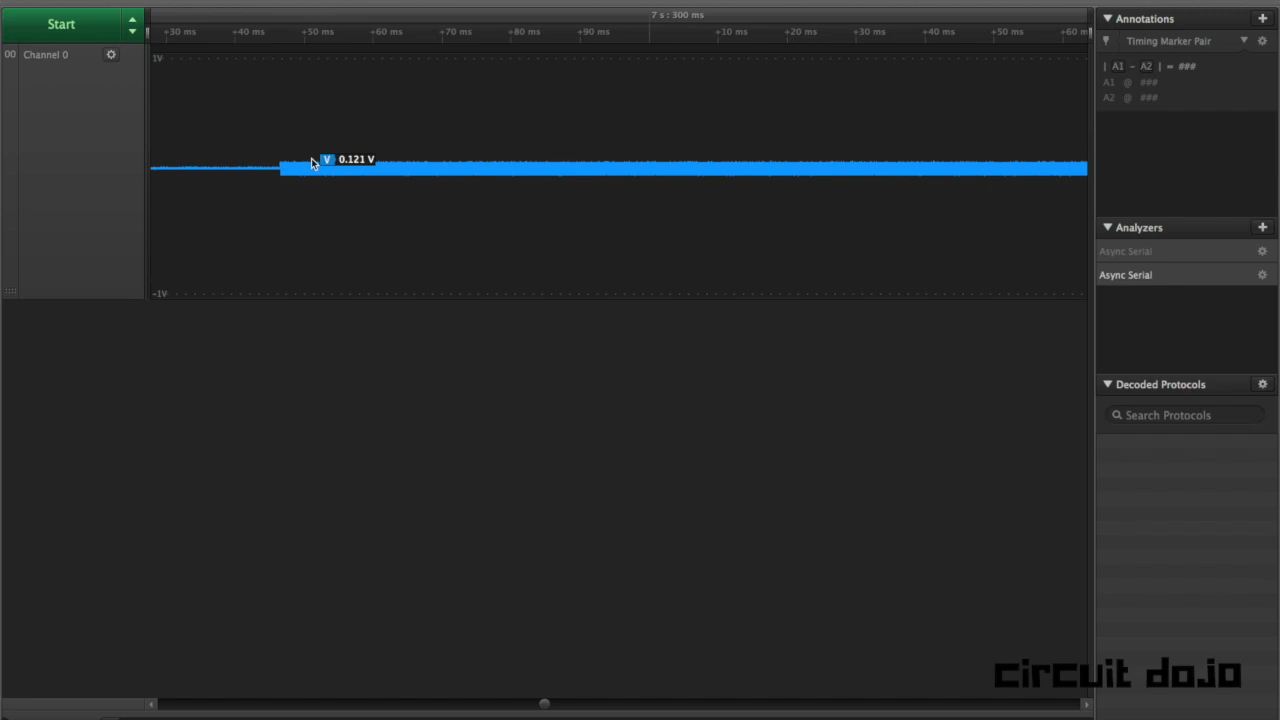 Start
7 s : 300 ms
+30 ms +40 ms +50 ms +60 ms +70 ms +80 ms +90 ms +10 ms +20 ms +30 ms +40 ms +50 ms +60 m
00 Channel 0
1V
V 0.121 V
-1V
Annotations
Timing Marker Pair
| A1 - A2 | = ###
A1 @ ###
A2 @ ###
Analyzers
Async Serial
Async Serial
Decoded Protocols
Search Protocols
circuit dojo